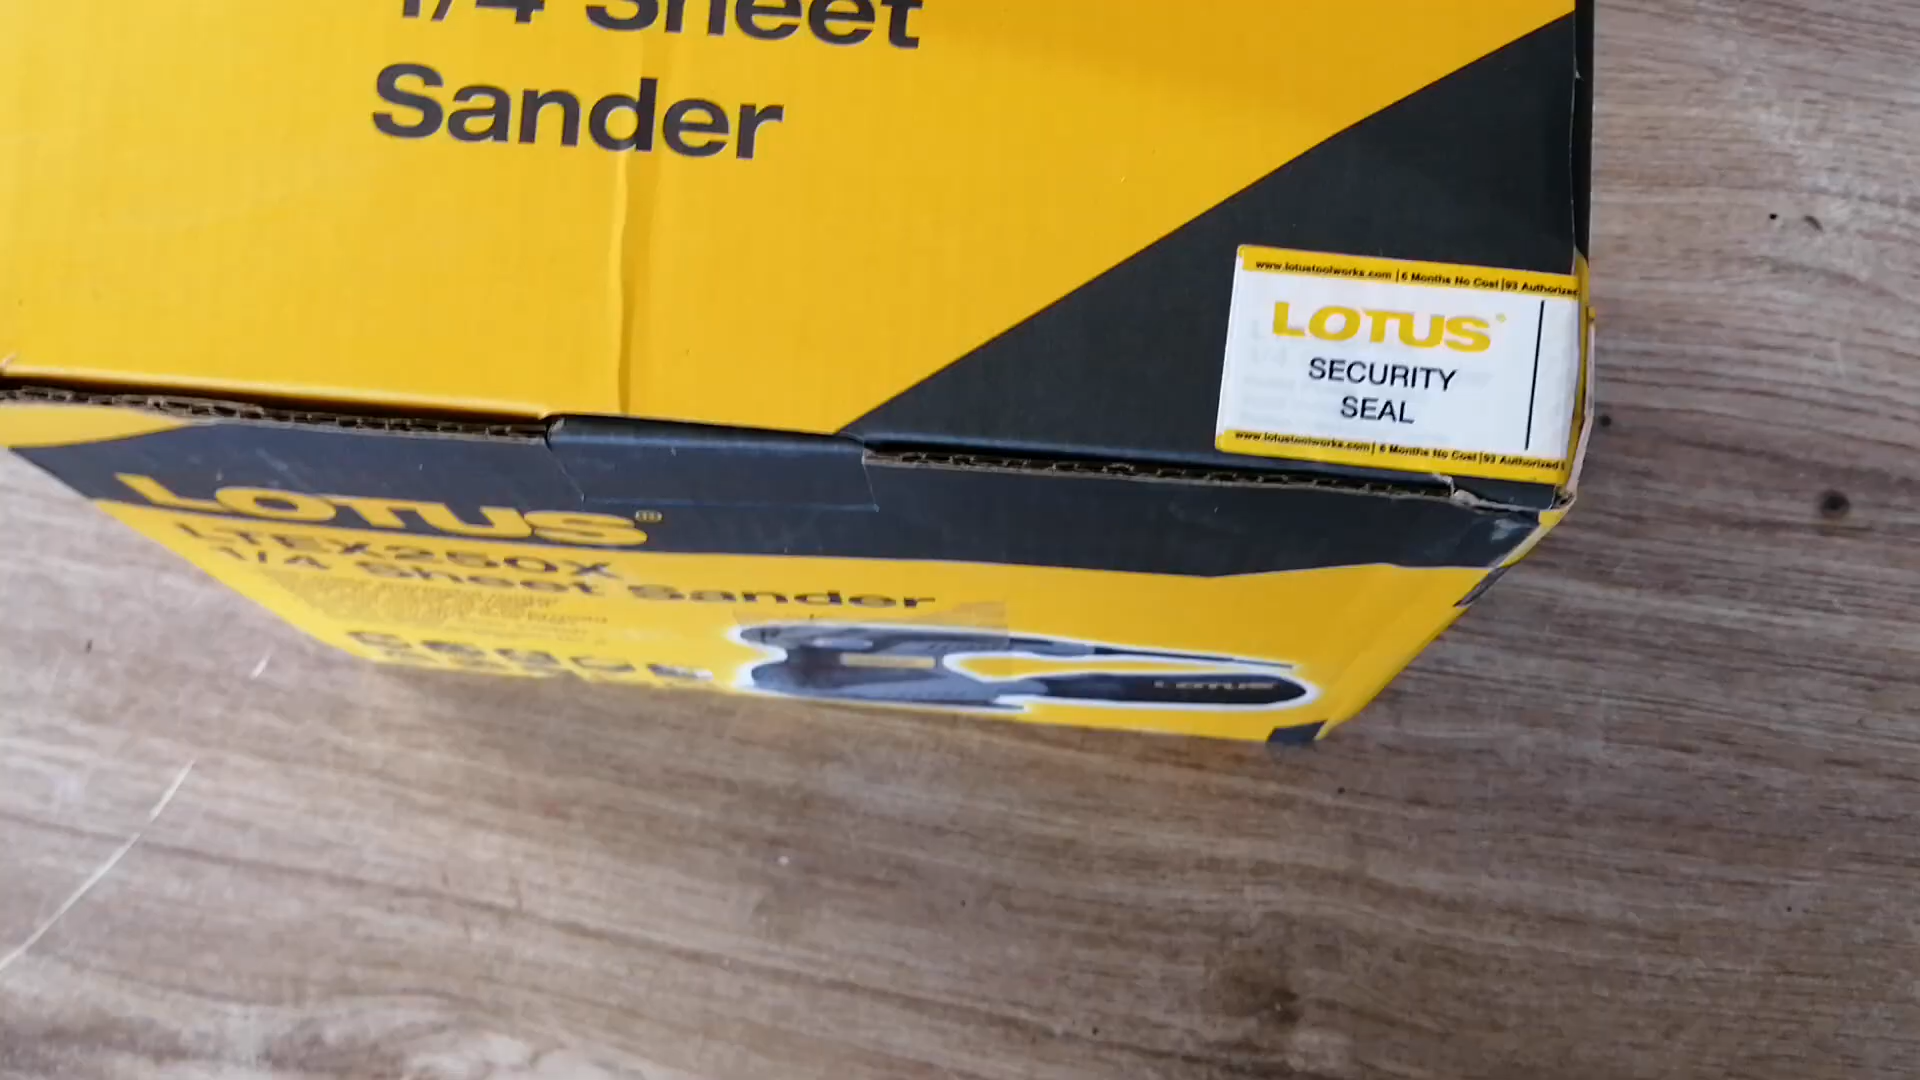 1/4 Sheet
Sander
www.lotustoolworks.com | 6 Months No Cost | 93 Authorized
LOTUS®
SECURITY
SEAL
www.lotustoolworks.com | 6 Months No Cost | 93 Authorized
LOTUS®
LTEX250X
1/4 Sheet Sander
LOTUS